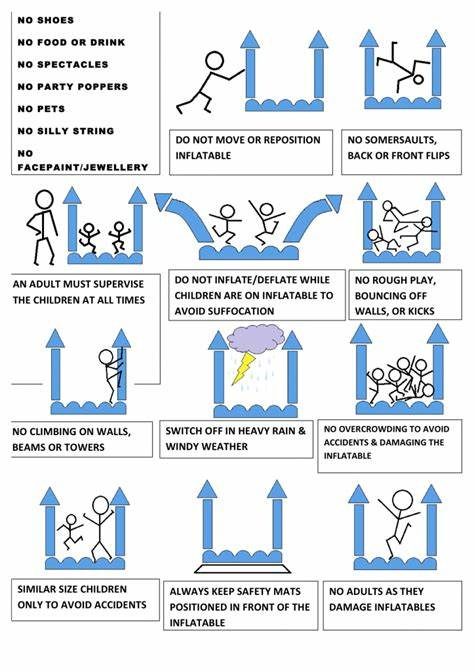 NO SHOES
NO FOOD OR DRINK
NO SPECTACLES
NO PARTY POPPERS
NO PETS
NO SILLY STRING
NO
FACEPAINT/JEWELLERY
DO NOT MOVE OR REPOSITION
INFLATABLE
NO SOMERSAULTS,
BACK OR FRONT FLIPS
AN ADULT MUST SUPERVISE
THE CHILDREN AT ALL TIMES
DO NOT INFLATE/DEFLATE WHILE
CHILDREN ARE ON INFLATABLE TO
AVOID SUFFOCATION
NO ROUGH PLAY,
BOUNCING OFF
WALLS, OR KICKS
NO CLIMBING ON WALLS,
BEAMS OR TOWERS
SWITCH OFF IN HEAVY RAIN &
WINDY WEATHER
NO OVERCROWDING TO AVOID
ACCIDENTS & DAMAGING THE
INFLATABLE
SIMILAR SIZE CHILDREN
ONLY TO AVOID ACCIDENTS
ALWAYS KEEP SAFETY MATS
POSITIONED IN FRONT OF THE
INFLATABLE
NO ADULTS AS THEY
DAMAGE INFLATABLES